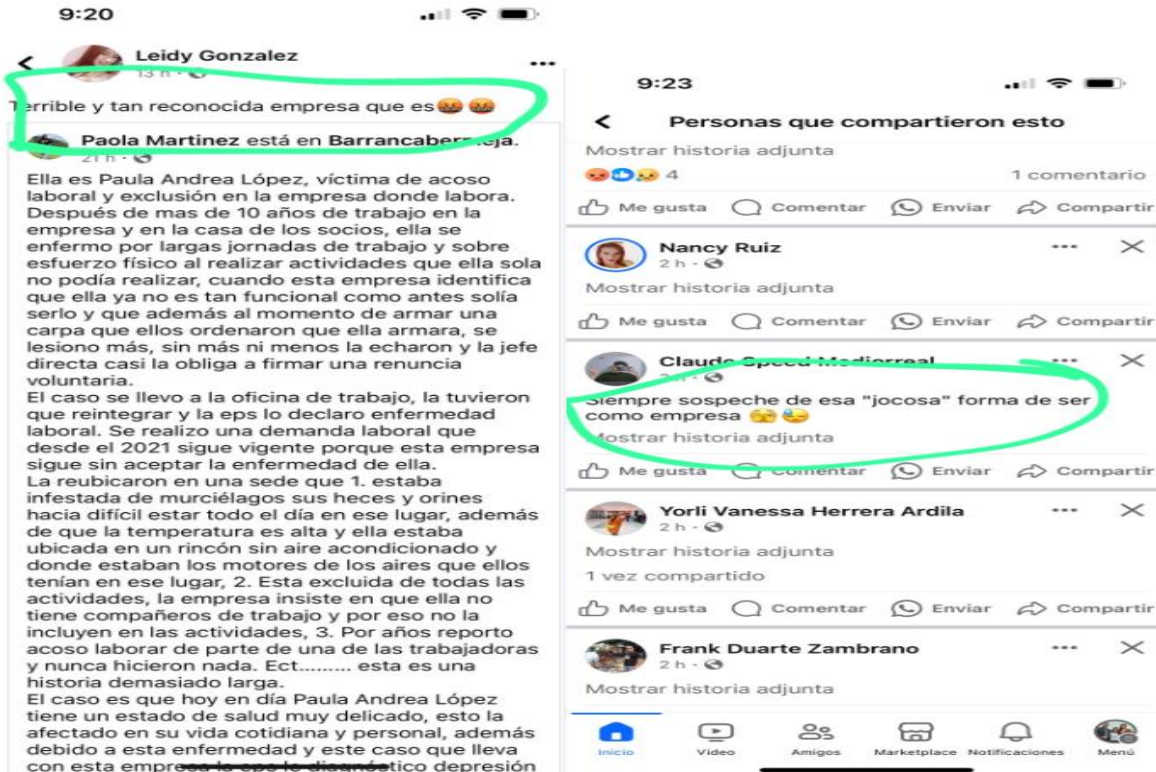 9:20
Leidy Gonzalez
13 h
Terrible y tan reconocida empresa que es
Paola Martinez está en Barrancabermeja.
21 h
Ella es Paula Andrea López, víctima de acoso
laboral y exclusión en la empresa donde labora.
Después de mas de 10 años de trabajo en la
empresa y en la casa de los socios, ella se
enfermo por largas jornadas de trabajo y sobre
esfuerzo físico al realizar actividades que ella sola
no podía realizar, cuando esta empresa identifica
que ella ya no es tan funcional como antes solía
serlo y que además al momento de armar una
carpa que ellos ordenaron que ella armara, se
lesiono más, sin más ni menos la echaron y la jefe
directa casi la obliga a firmar una renuncia
voluntaria.
El caso se llevo a la oficina de trabajo, la tuvieron
que reintegrar y la eps lo declaro enfermedad
laboral. Se realizo una demanda laboral que
desde el 2021 sigue vigente porque esta empresa
sigue sin aceptar la enfermedad de ella.
La reubicaron en una sede que 1. estaba
infestada de murciélagos sus heces y orines
hacia difícil estar todo el día en ese lugar, además
de que la temperatura es alta y ella estaba
ubicada en un rincón sin aire acondicionado y
donde estaban los motores de los aires que ellos
tenían en ese lugar, 2. Esta excluida de todas las
actividades, la empresa insiste en que ella no
tiene compañeros de trabajo y por eso no la
incluyen en las actividades, 3. Por años reporto
acoso laborar de parte de una de las trabajadoras
y nunca hicieron nada. Ect......... esta es una
historia demasiado larga.
El caso es que hoy en día Paula Andrea López
tiene un estado de salud muy delicado, esto la
afectado en su vida cotidiana y personal, además
debido a esta enfermedad y este caso que lleva
con esta empresa la eps le diagnóstico depresión
9:23
Personas que compartieron esto
Mostrar historia adjunta
4 1 comentario
Me gusta Comentar Enviar Compartir
Nancy Ruiz
2 h
Mostrar historia adjunta
Me gusta Comentar Enviar Compartir
Claudo Speed Medierreal
2 h
Siempre sospeche de esa "jocosa" forma de ser
como empresa
Mostrar historia adjunta
Me gusta Comentar Enviar Compartir
Yorli Vanessa Herrera Ardila
2 h
Mostrar historia adjunta
1 vez compartido
Me gusta Comentar Enviar Compartir
Frank Duarte Zambrano
2 h
Mostrar historia adjunta
Inicio Video Amigos Marketplace Notificaciones Menú